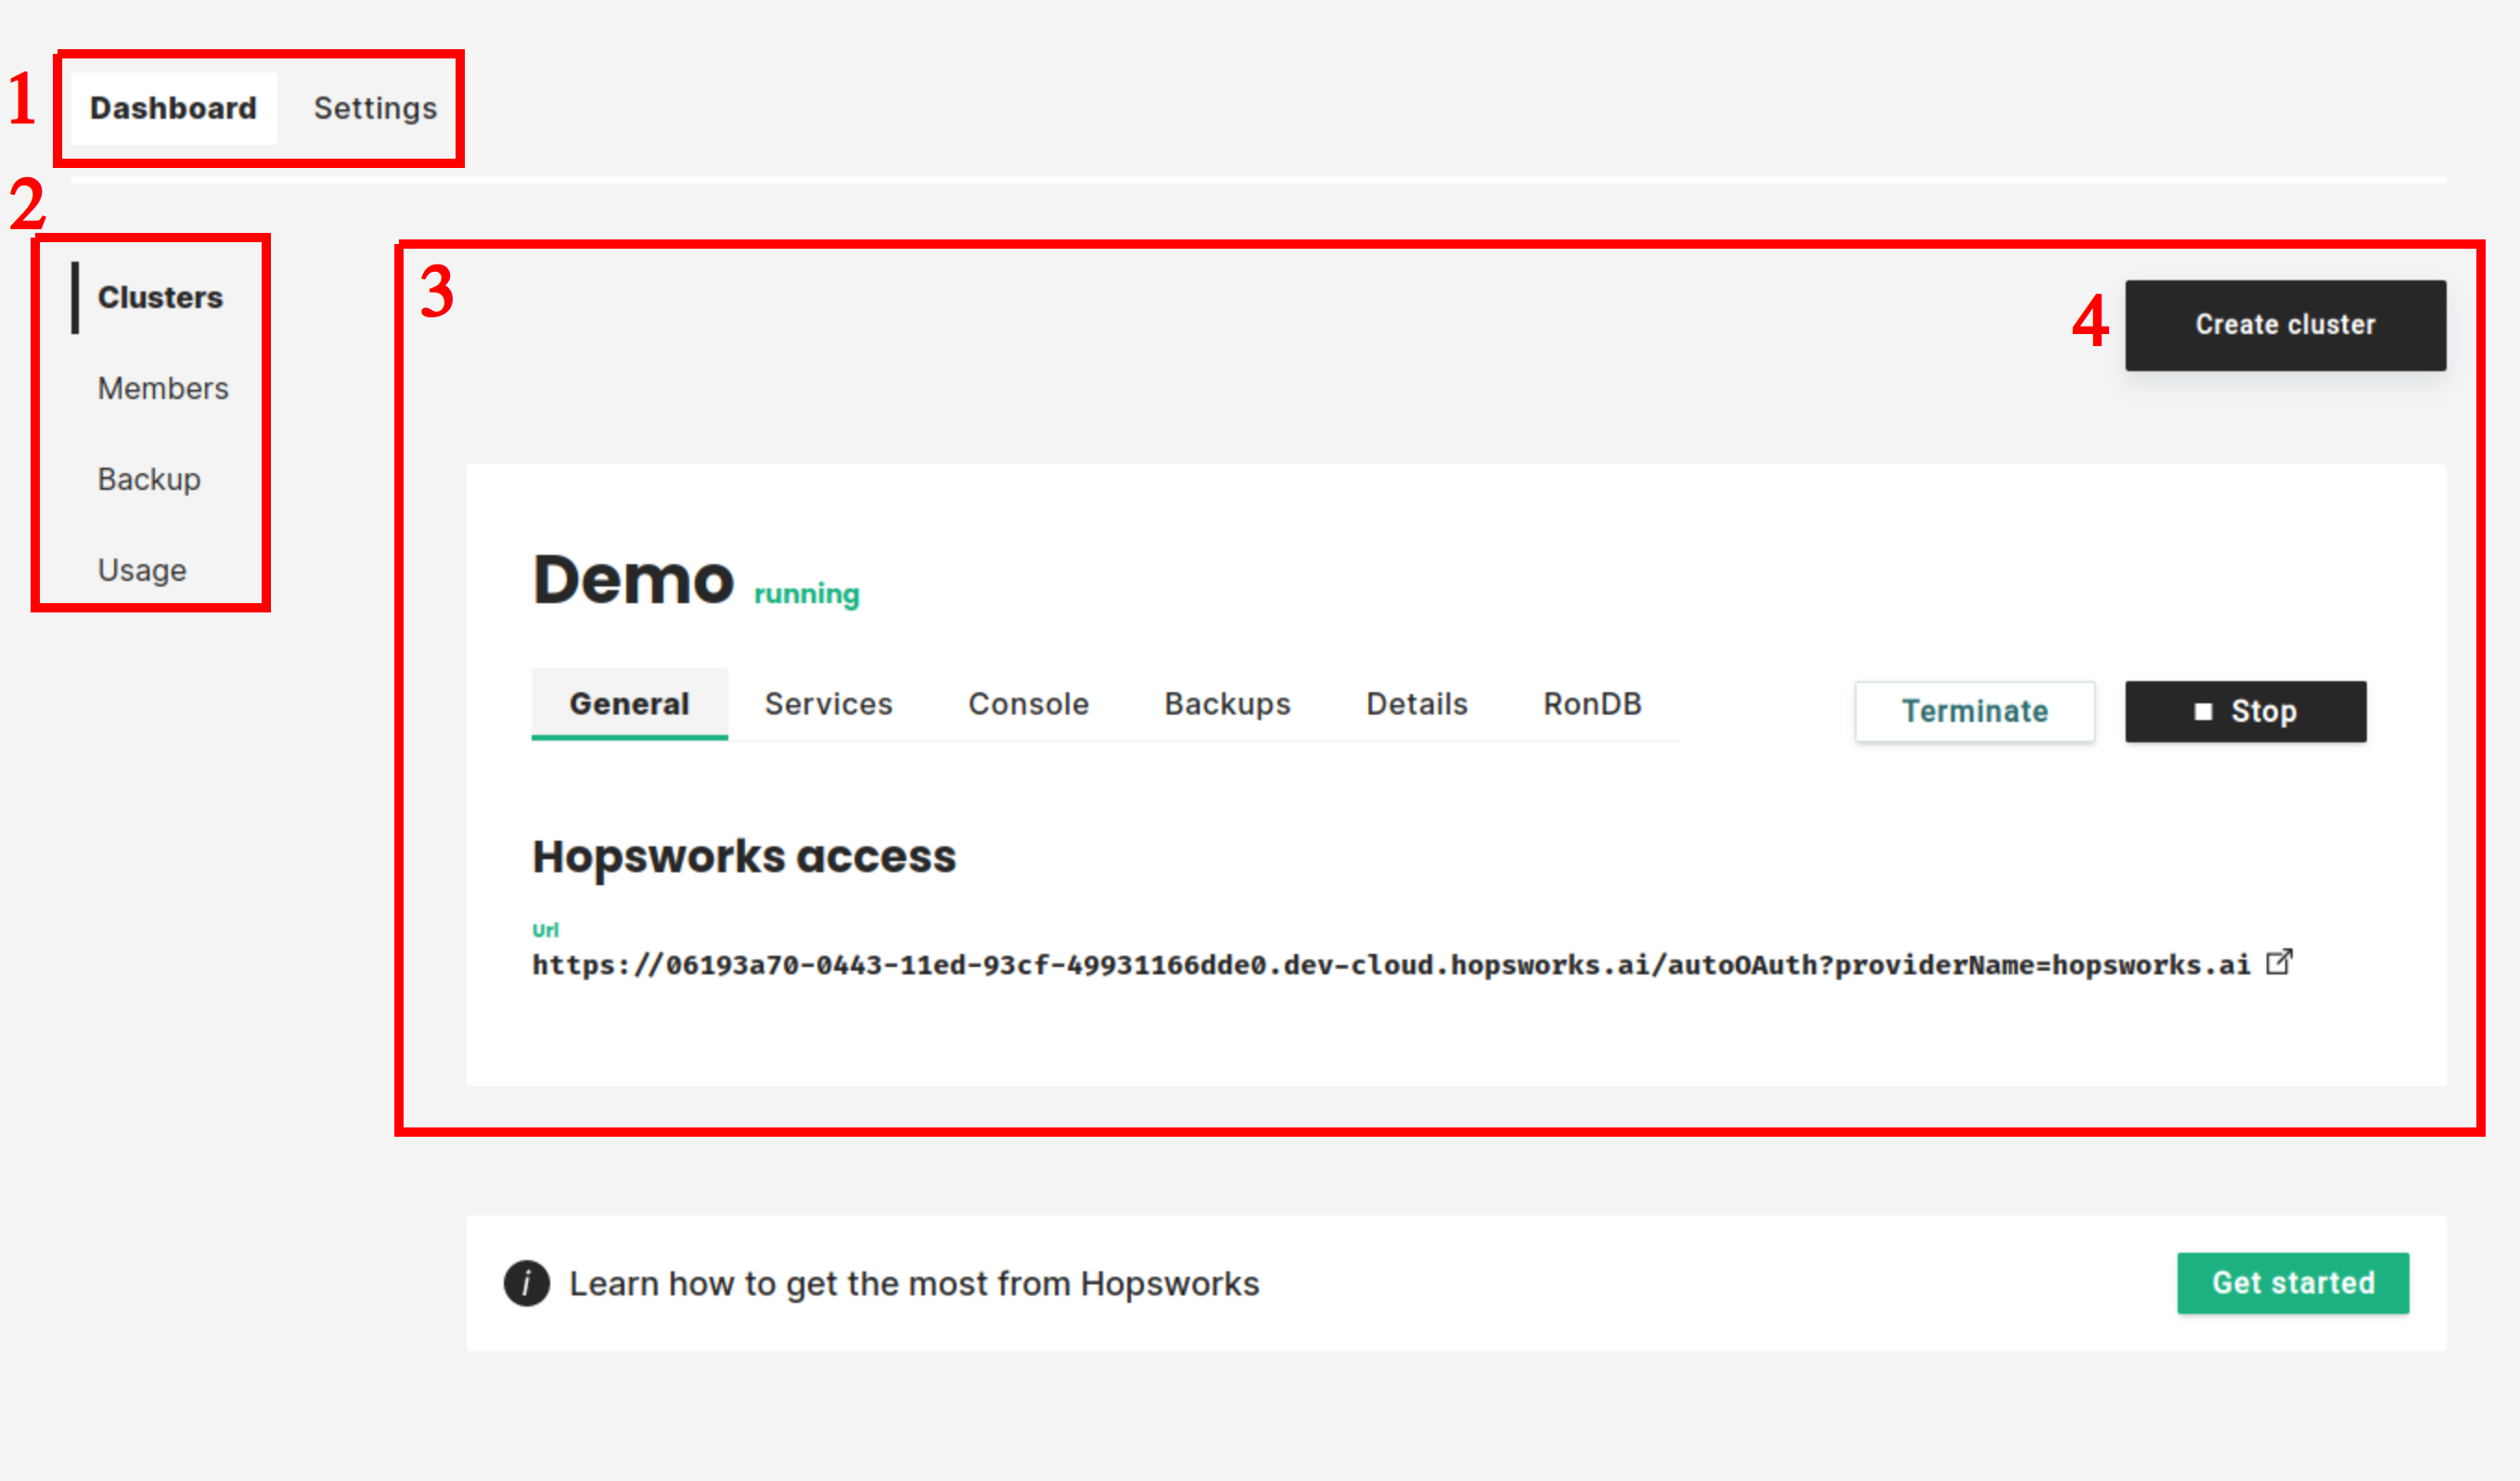 1
Dashboard Settings
2
Clusters
Members
Backup
Usage
3
4
Create cluster
Demo running
General Services Console Backups Details RonDB
Terminate
Stop
Hopsworks access
Url
https://06193a70-0443-11ed-93cf-49931166dde0.dev-cloud.hopsworks.ai/autoOAuth?providerName=hopsworks.ai
i
Learn how to get the most from Hopsworks
Get started